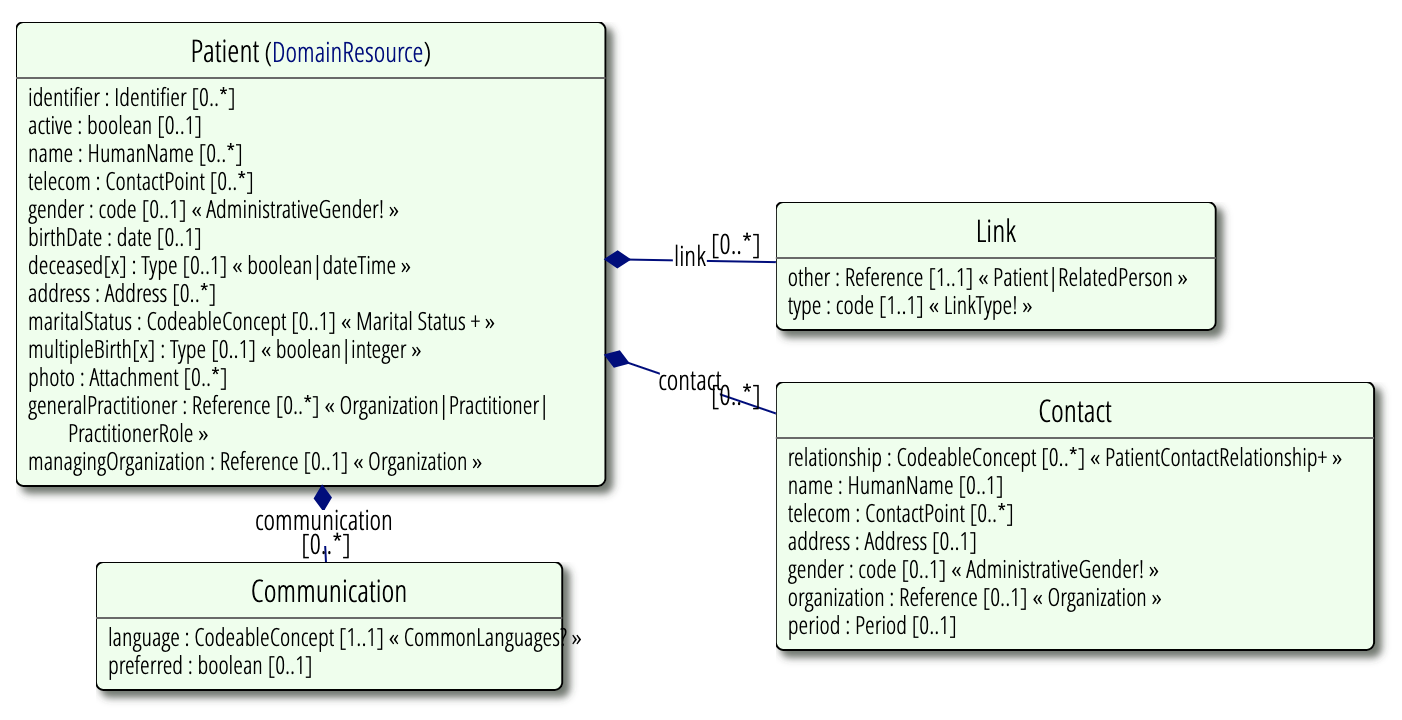 Patient (DomainResource)
identifier : Identifier [0..*]
active : boolean [0..1]
name : HumanName [0..*]
telecom : ContactPoint [0..*]
gender : code [0..1] « AdministrativeGender! »
birthDate : date [0..1]
deceased[x] : Type [0..1] « boolean|dateTime »
address : Address [0..*]
maritalStatus : CodeableConcept [0..1] « Marital Status + »
multipleBirth[x] : Type [0..1] « boolean|integer »
photo : Attachment [0..*]
generalPractitioner : Reference [0..*] « Organization|Practitioner|
PractitionerRole »
managingOrganization : Reference [0..1] « Organization »
link
[0..*]
Link
other : Reference [1..1] « Patient|RelatedPerson »
type : code [1..1] « LinkType! »
contact
[0..*]
Contact
relationship : CodeableConcept [0..*] « PatientContactRelationship+ »
name : HumanName [0..1]
telecom : ContactPoint [0..*]
address : Address [0..1]
gender : code [0..1] « AdministrativeGender! »
organization : Reference [0..1] « Organization »
period : Period [0..1]
communication
[0..*]
Communication
language : CodeableConcept [1..1] « CommonLanguages? »
preferred : boolean [0..1]